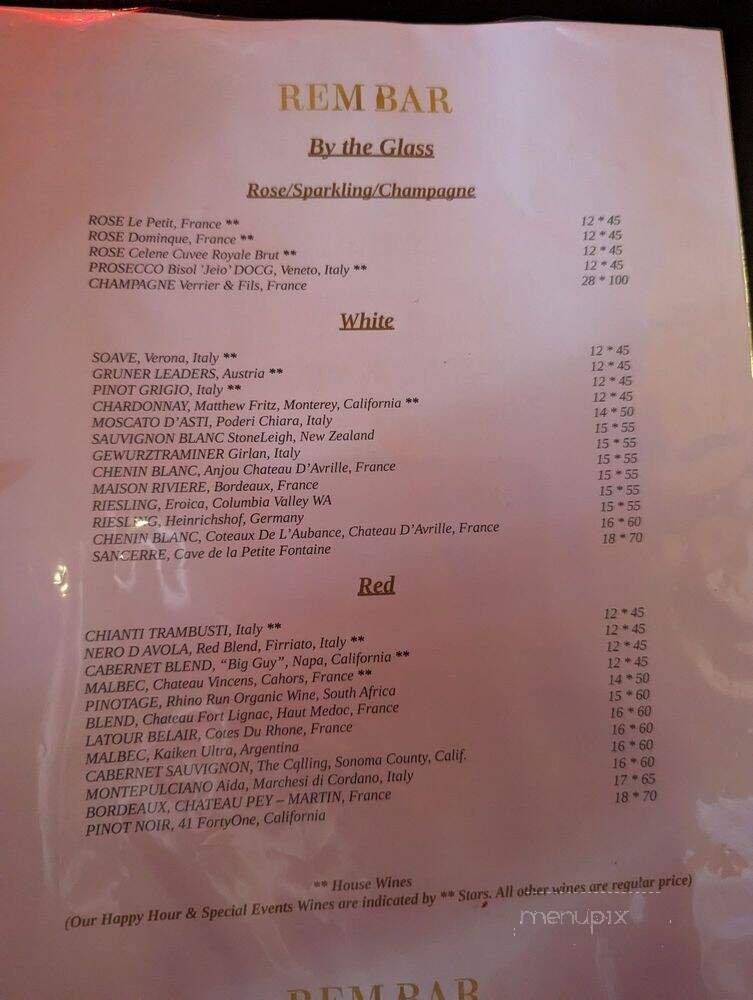 REM BAR
By the Glass
Rose/Sparkling/Champagne
ROSE Le Petit, France ** 12 * 45
ROSE Dominque, France ** 12 * 45
ROSE Celene Cuvee Royale Brut ** 12 * 45
PROSECCO Bisol 'Jeio' DOCG, Veneto, Italy ** 12 * 45
CHAMPAGNE Verrier & Fils, France 28 * 100
White
SOAVE, Verona, Italy ** 12 * 45
GRUNER LEADERS, Austria ** 12 * 45
PINOT GRIGIO, Italy ** 12 * 45
CHARDONNAY, Matthew Fritz, Monterey, California ** 12 * 45
MOSCATO D'ASTI, Poderi Chiara, Italy 14 * 50
SAUVIGNON BLANC StoneLeigh, New Zealand 15 * 55
GEWURZTRAMINER Girlan, Italy 15 * 55
CHENIN BLANC, Anjou Chateau D'Avrille, France 15 * 55
MAISON RIVIERE, Bordeaux, France 15 * 55
RIESLING, Eroica, Columbia Valley WA 15 * 55
RIESLING, Heinrichshof, Germany 15 * 55
CHENIN BLANC, Coteaux De L'Aubance, Chateau D'Avrille, France 16 * 60
SANCERRE, Cave de la Petite Fontaine 18 * 70
Red
CHIANTI TRAMBUSTI, Italy ** 12 * 45
NERO D AVOLA, Red Blend, Firriato, Italy ** 12 * 45
CABERNET BLEND, "Big Guy", Napa, California ** 12 * 45
MALBEC, Chateau Vincens, Cahors, France ** 12 * 45
PINOTAGE, Rhino Run Organic Wine, South Africa 14 * 50
BLEND, Chateau Fort Lignac, Haut Medoc, France 15 * 60
LATOUR BELAIR, Cotes Du Rhone, France 16 * 60
MALBEC, Kaiken Ultra, Argentina 16 * 60
CABERNET SAUVIGNON, The Cqlling, Sonoma County, Calif. 16 * 60
MONTEPULCIANO Aida, Marchesi di Cordano, Italy 16 * 60
BORDEAUX, CHATEAU PEY – MARTIN, France 17 * 65
PINOT NOIR, 41 FortyOne, California 18 * 70
** House Wines
(Our Happy Hour & Special Events Wines are indicated by ** Stars. All other wines are regular price)
menupix
REM BAR